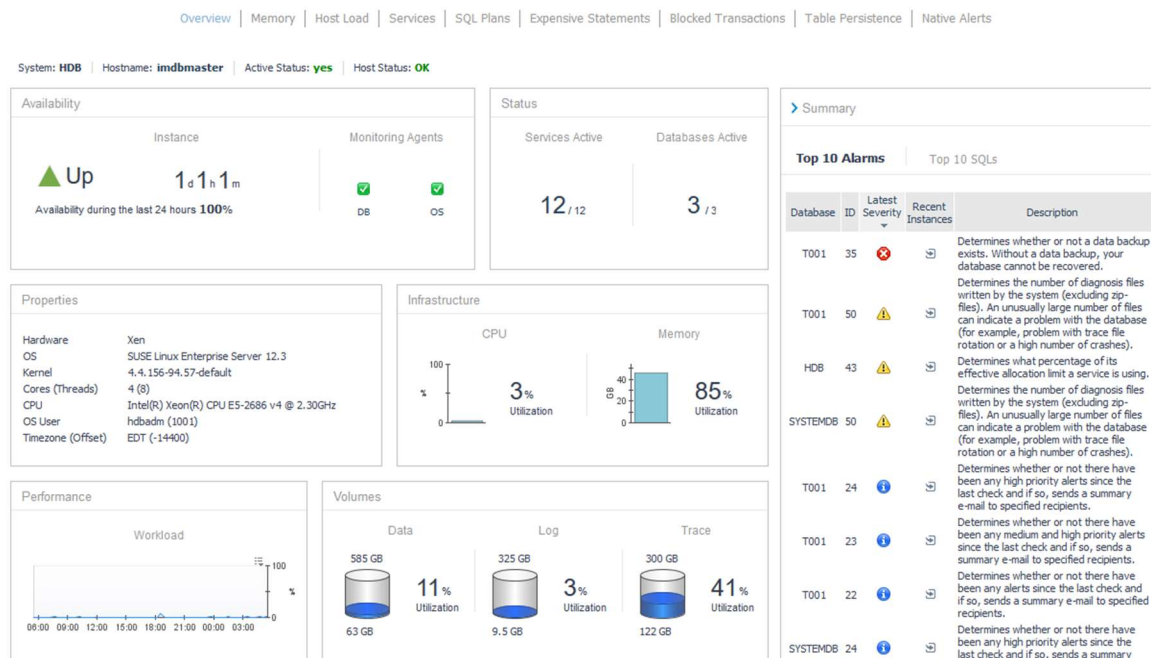 Overview | Memory | Host Load | Services | SQL Plans | Expensive Statements | Blocked Transactions | Table Persistence | Native Alerts
System: HDB | Hostname: imdbmaster | Active Status: yes | Host Status: OK
Availability
Instance
Monitoring Agents
Up
1 d 1 h 1 m
DB
OS
Availability during the last 24 hours 100%
Status
Services Active
Databases Active
12 / 12
3 / 3
Properties
Hardware Xen
OS SUSE Linux Enterprise Server 12.3
Kernel 4.4.156-94.57-default
Cores (Threads) 4 (8)
CPU Intel(R) Xeon(R) CPU E5-2686 v4 @ 2.30GHz
OS User hdbadm (1001)
Timezone (Offset) EDT (-14400)
Infrastructure
CPU
100
%
0
3%
Utilization
Memory
GB
40
20
0
85%
Utilization
Performance
Workload
100
%
0
06:00 09:00 12:00 15:00 18:00 21:00 00:00 03:00
Volumes
Data
585 GB
11%
Utilization
63 GB
Log
325 GB
3%
Utilization
9.5 GB
Trace
300 GB
41%
Utilization
122 GB
Summary
Top 10 Alarms | Top 10 SQLs
Database ID Latest Severity Recent Instances Description
T001 35 Determines whether or not a data backup
exists. Without a data backup, your
database cannot be recovered.
T001 50 Determines the number of diagnosis files
written by the system (excluding zip-
files). An unusually large number of files
can indicate a problem with the database
(for example, problem with trace file
rotation or a high number of crashes).
HDB 43 Determines what percentage of its
effective allocation limit a service is using.
SYSTEMDB 50 Determines the number of diagnosis files
written by the system (excluding zip-
files). An unusually large number of files
can indicate a problem with the database
(for example, problem with trace file
rotation or a high number of crashes).
T001 24 Determines whether or not there have
been any high priority alerts since the
last check and if so, sends a summary
e-mail to specified recipients.
T001 23 Determines whether or not there have
been any medium and high priority alerts
since the last check and if so, sends a
summary e-mail to specified recipients.
T001 22 Determines whether or not there have
been any alerts since the last check and
if so, sends a summary e-mail to specified
recipients.
SYSTEMDB 24 Determines whether or not there have
been any high priority alerts since the
last check and if so, sends a summary